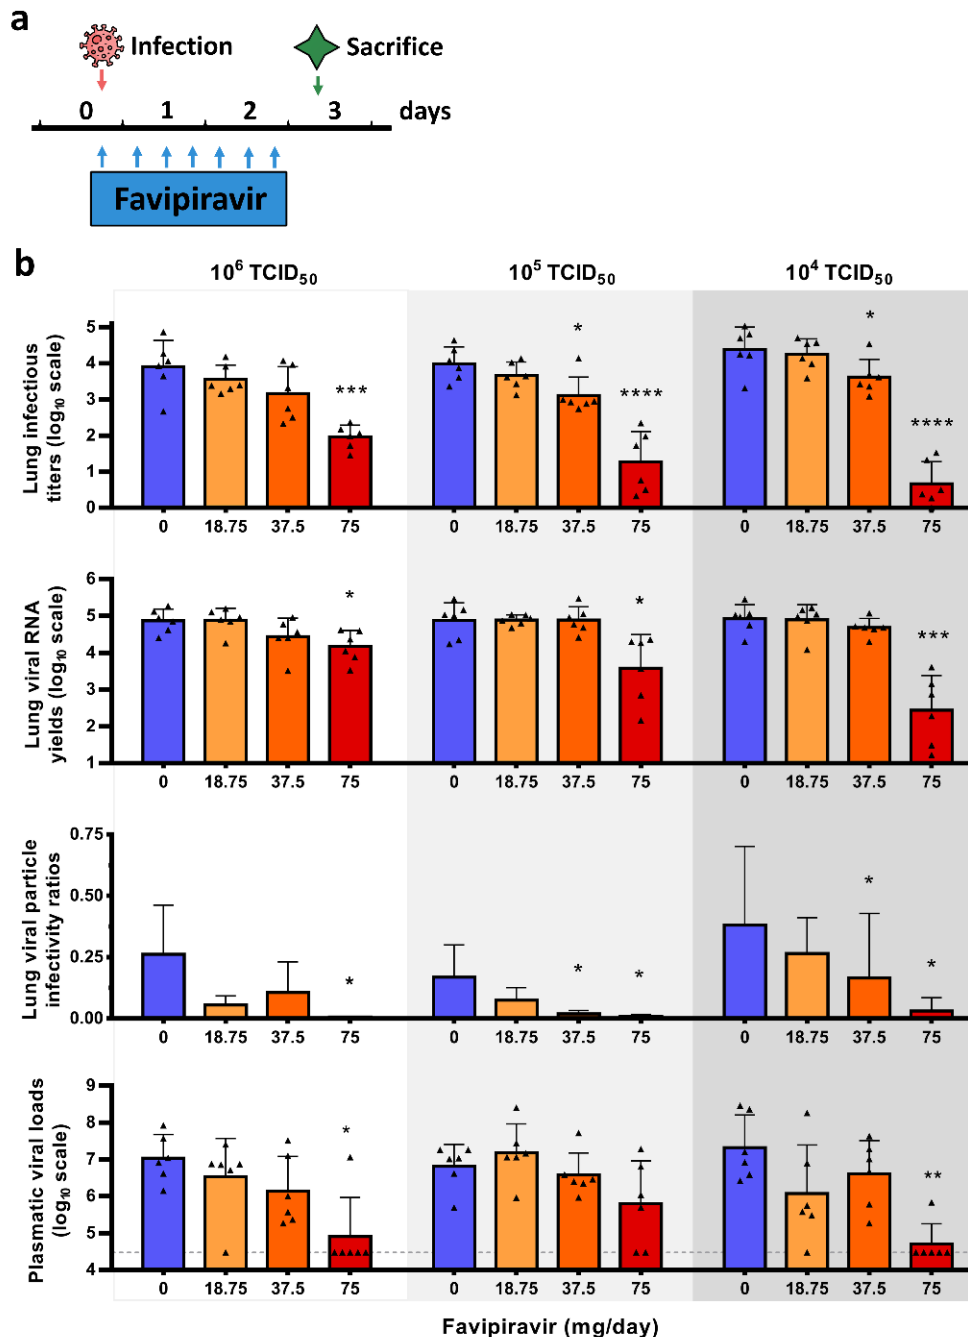 a
Infection
Sacrifice
0 1 2 3 days
Favipiravir
b
10⁶ TCID₅₀ 10⁵ TCID₅₀ 10⁴ TCID₅₀
Lung infectious
titers (log₁₀ scale)
5
4
3
2
1
0
*** * **** * ****
0 18.75 37.5 75 0 18.75 37.5 75 0 18.75 37.5 75
Lung viral RNA
yields (log₁₀ scale)
6
5
4
3
2
1
* * ***
0 18.75 37.5 75 0 18.75 37.5 75 0 18.75 37.5 75
Lung viral particle
infectivity ratios
0.75
0.50
0.25
0.00
* * * * *
0 18.75 37.5 75 0 18.75 37.5 75 0 18.75 37.5 75
Plasmatic viral loads
(log₁₀ scale)
9
8
7
6
5
4
* **
0 18.75 37.5 75 0 18.75 37.5 75 0 18.75 37.5 75
Favipiravir (mg/day)